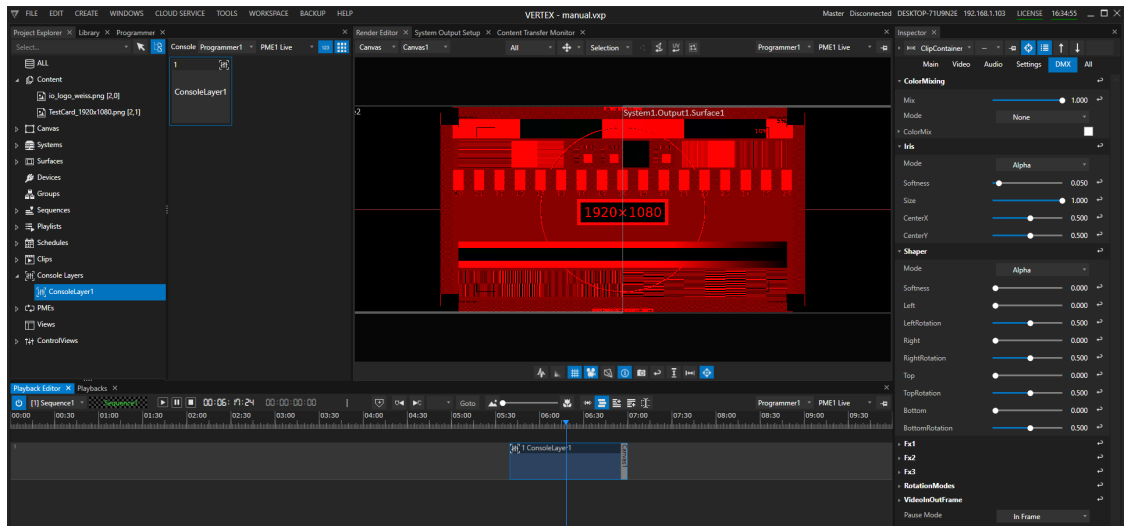 FILE EDIT CREATE WINDOWS CLOUD SERVICE TOOLS WORKSPACE BACKUP HELP VERTEX - manual.vxp Master Disconnected DESKTOP-71U9N2E 192.168.1.103 LICENSE 16:34:55
Project Explorer Library Programmer
Select...
ALL
Content
io_logo_weiss.png [2,0]
TestCard_1920x1080.png [2,1]
Canvas
Systems
Surfaces
Devices
Groups
Sequences
Playlists
Schedules
Clips
Console Layers
ConsoleLayer1
PMEs
Views
ControlViews
Console Programmer1 PME1 Live
1
ConsoleLayer1
Render Editor System Output Setup Content Transfer Monitor
Canvas Canvas1 All Selection Programmer1 PME1 Live
System1.Output1.Surface1
1920×1080
Inspector
ClipContainer
Main Video Audio Settings DMX All
ColorMixing
Mix 1.000
Mode None
ColorMix
Iris
Mode Alpha
Softness 0.050
Size 1.000
CenterX 0.500
CenterY 0.500
Shaper
Mode Alpha
Softness 0.000
Left 0.000
LeftRotation 0.500
Right 0.000
RightRotation 0.500
Top 0.000
TopRotation 0.500
Bottom 0.000
BottomRotation 0.500
Fx1
Fx2
Fx3
RotationModes
VideoInOutFrame
Pause Mode In Frame
Playback Editor Playbacks
[1] Sequence1 Sequence1 00:06:17:24 00:00:00:00 Goto Programmer1 PME1 Live
00:00 00:30 01:00 01:30 02:00 02:30 03:00 03:30 04:00 04:30 05:00 05:30 06:00 06:30 07:00 07:30 08:00 08:30 09:00 09:30
1
1 ConsoleLayer1